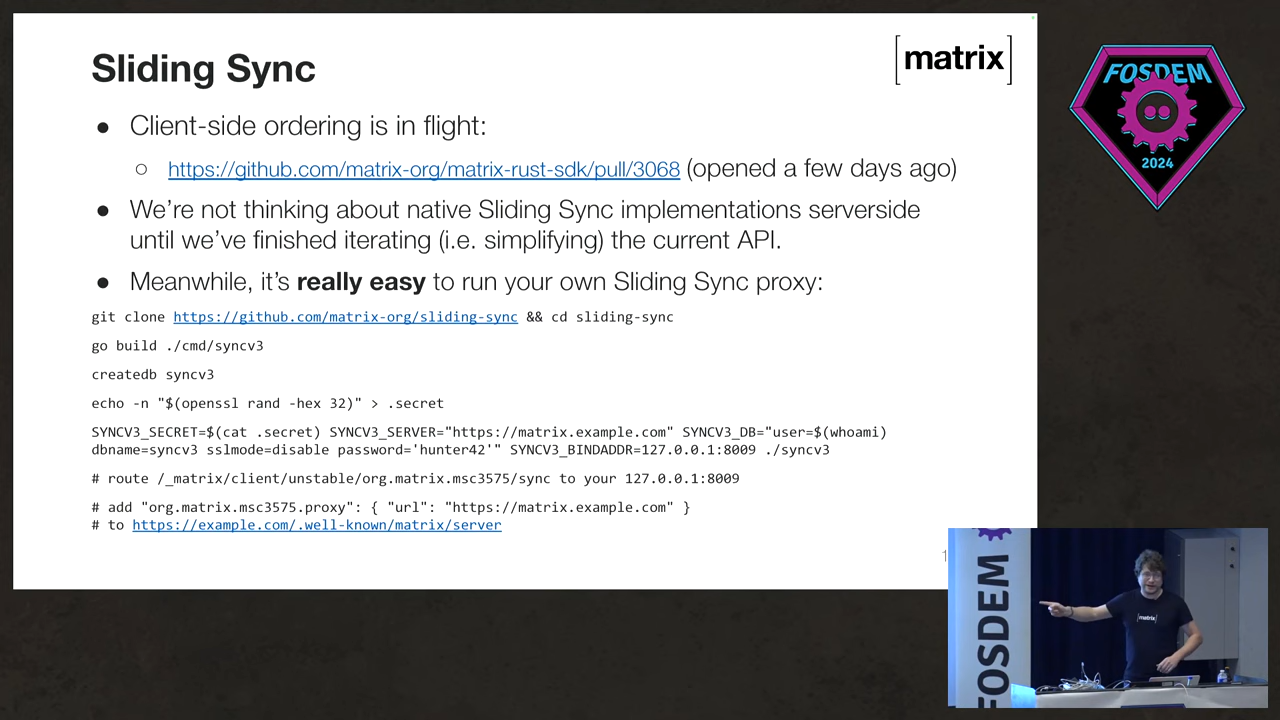 Sliding Sync
[matrix]
● Client-side ordering is in flight:
○ https://github.com/matrix-org/matrix-rust-sdk/pull/3068 (opened a few days ago)
● We’re not thinking about native Sliding Sync implementations serverside
until we’ve finished iterating (i.e. simplifying) the current API.
● Meanwhile, it’s really easy to run your own Sliding Sync proxy:
git clone https://github.com/matrix-org/sliding-sync && cd sliding-sync
go build ./cmd/syncv3
createdb syncv3
echo -n "$(openssl rand -hex 32)" > .secret
SYNCV3_SECRET=$(cat .secret) SYNCV3_SERVER="https://matrix.example.com" SYNCV3_DB="user=$(whoami)
dbname=syncv3 sslmode=disable password='hunter42'" SYNCV3_BINDADDR=127.0.0.1:8009 ./syncv3
# route /_matrix/client/unstable/org.matrix.msc3575/sync to your 127.0.0.1:8009
# add "org.matrix.msc3575.proxy": { "url": "https://matrix.example.com" }
# to https://example.com/.well-known/matrix/server
FOSDEM
2024
FOSDEM
[matrix]